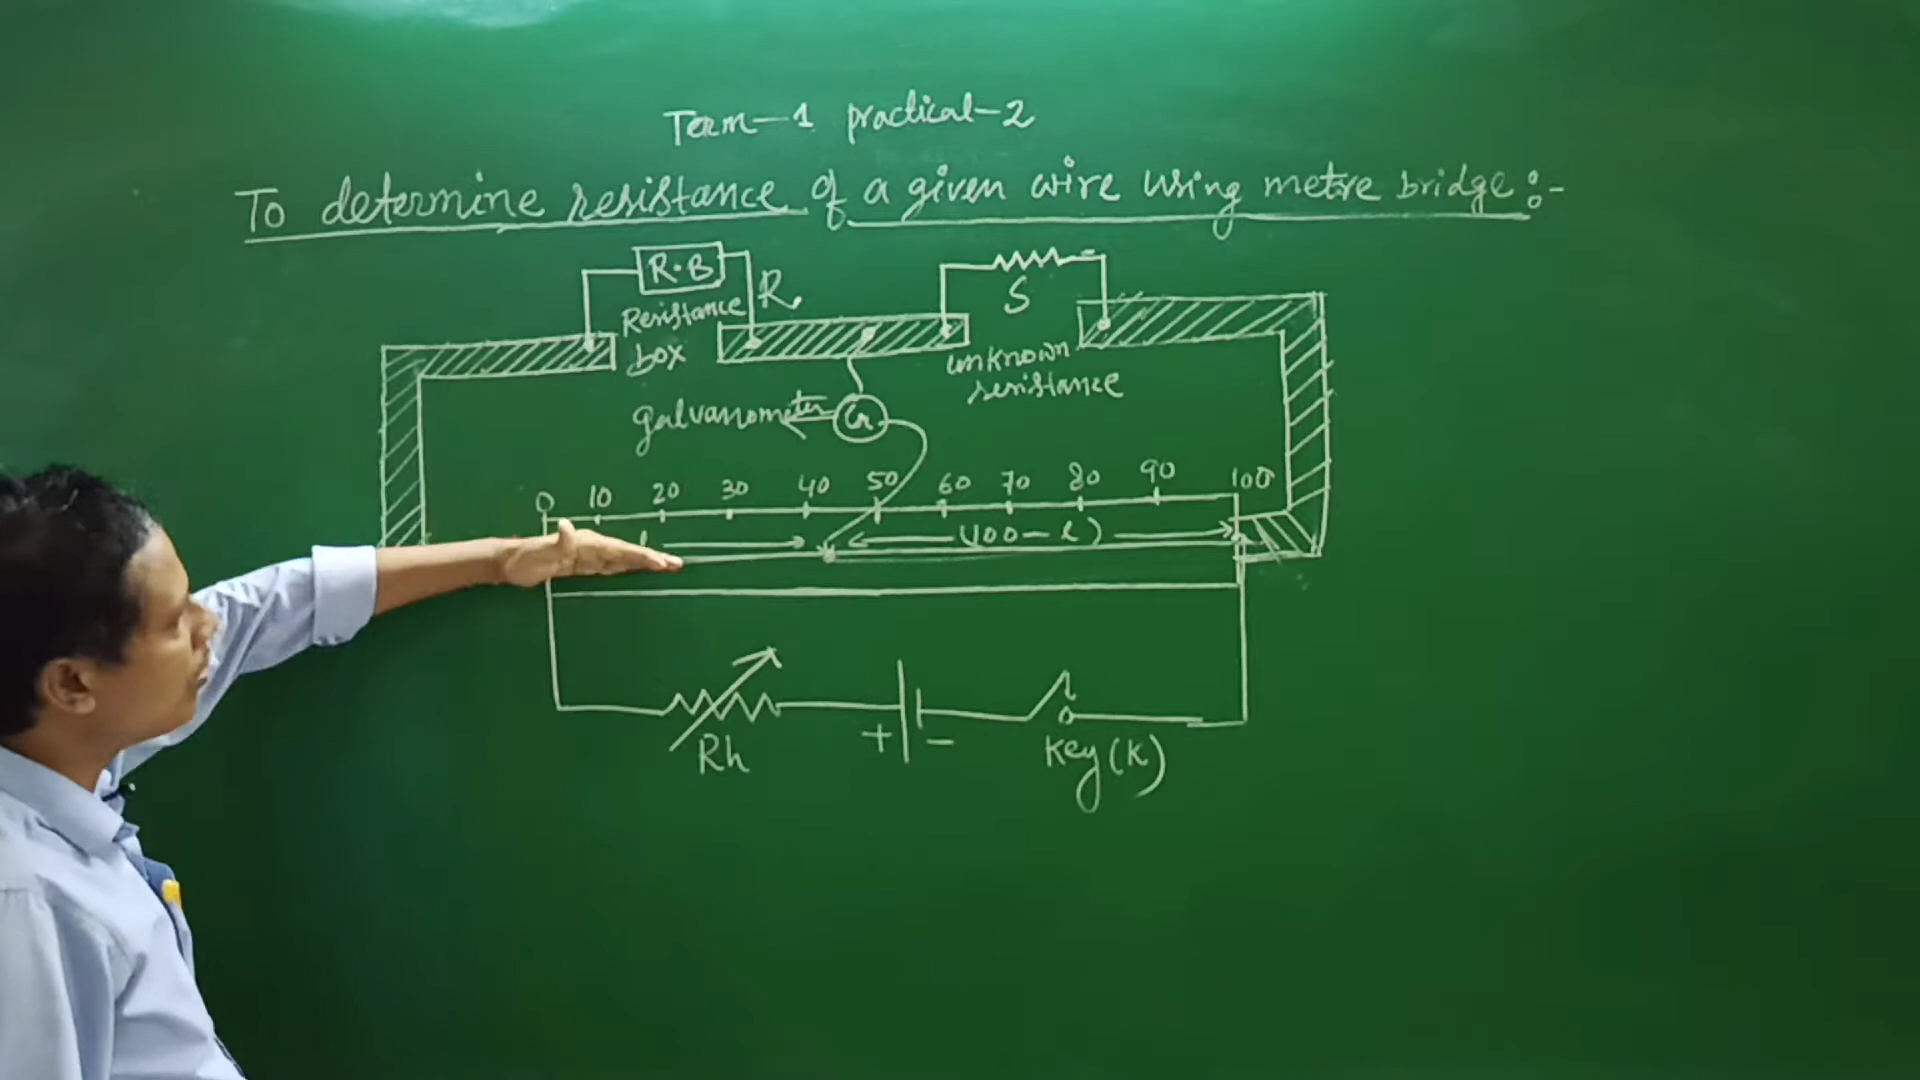 Term-1 practical-2
To determine resistance of a given wire using metre bridge:-
R.B
R
Resistance
box
S
unknown
resistance
galvanometer
G
0 10 20 30 40 50 60 70 80 90 100
l
(100-l)
Rh
+ -
Key(K)